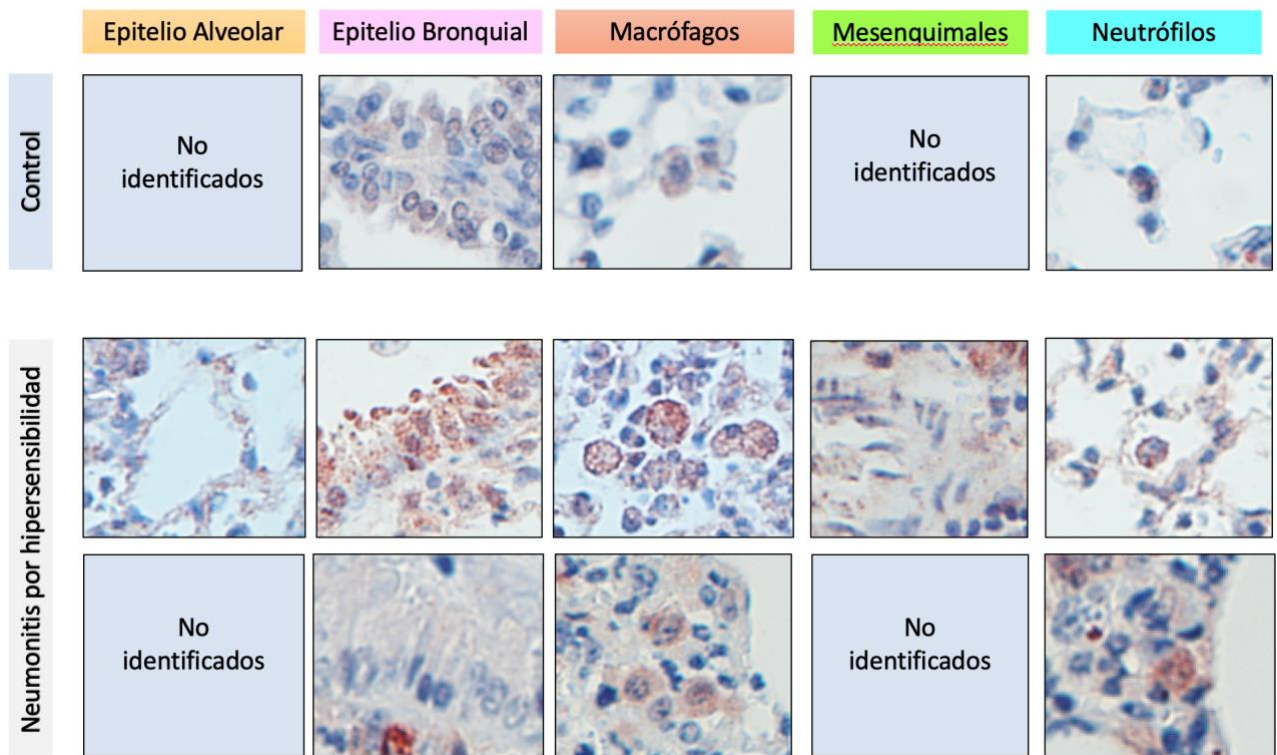 Epitelio Alveolar
Epitelio Bronquial
Macrófagos
Mesenquimales
Neutrófilos
Control
No
identificados
No
identificados
Neumonitis por hipersensibilidad
No
identificados
No
identificados